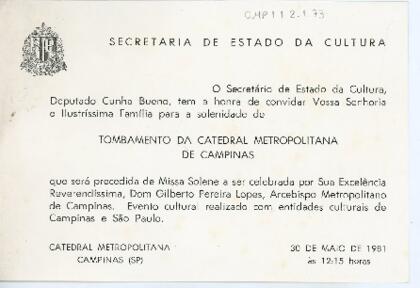 CMP 1 1 2.1.73
SECRETARIA DE ESTADO DA CULTURA
O Secretário de Estado da Cultura,
Deputado Cunha Bueno, tem a honra de convidar Vossa Senhoria
e Ilustríssima Família para a solenidade do
TOMBAMENTO DA CATEDRAL METROPOLITANA
DE CAMPINAS
que será precedida de Missa Solene a ser celebrada por Sua Excelência
Reverendíssima, Dom Gilberto Pereira Lopes, Arcebispo Metropolitano
de Campinas. Evento cultural realizado com entidades culturais de
Campinas e São Paulo.
CATEDRAL METROPOLITANA
CAMPINAS (SP)
30 DE MAIO DE 1981
às 12:15 horas